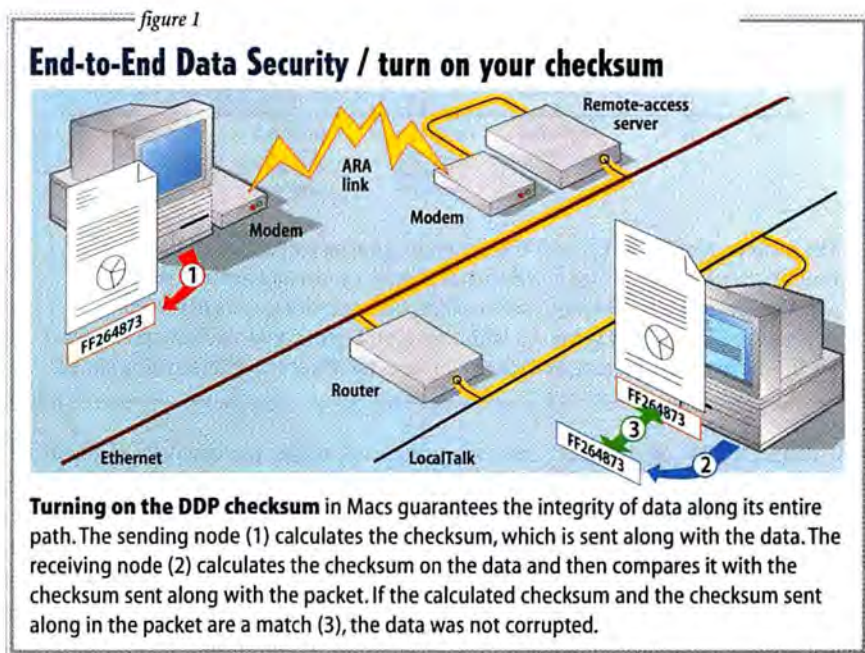 figure 1
End-to-End Data Security / turn on your checksum
Remote-access
server
ARA
link
Modem
Modem
1
FF264873
Router
FF264873
3
FF264873
2
Ethernet
LocalTalk
Turning on the DDP checksum in Macs guarantees the integrity of data along its entire
path. The sending node (1) calculates the checksum, which is sent along with the data. The
receiving node (2) calculates the checksum on the data and then compares it with the
checksum sent along with the packet. If the calculated checksum and the checksum sent
along in the packet are a match (3), the data was not corrupted.